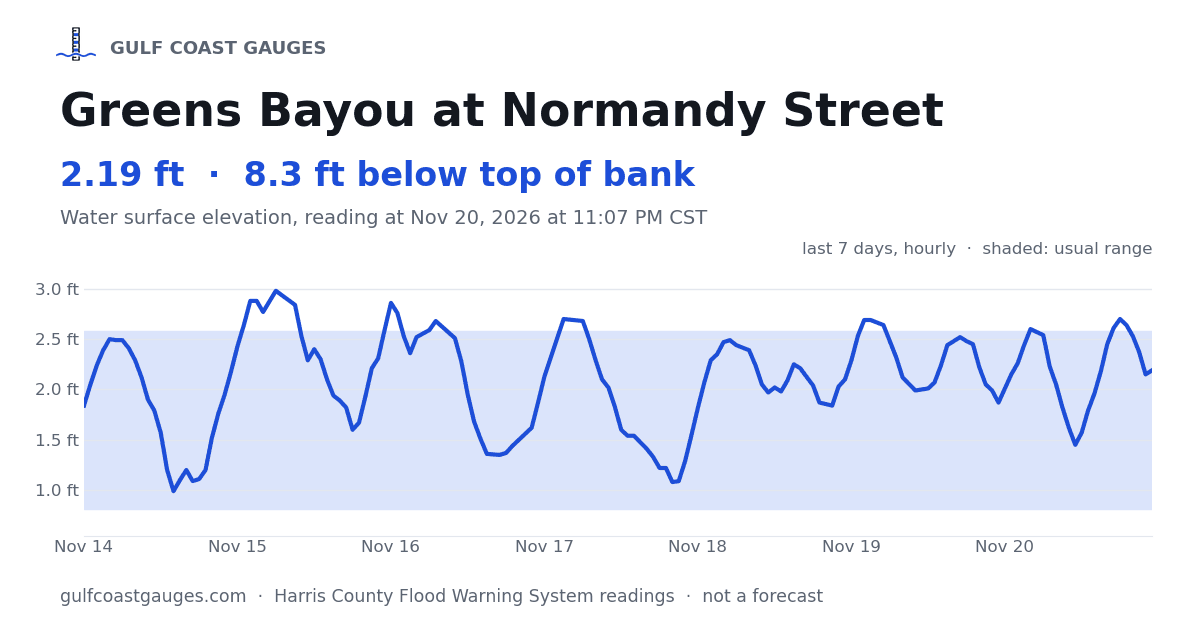 GULF COAST GAUGES
Greens Bayou at Normandy Street
2.19 ft · 8.3 ft below top of bank
Water surface elevation, reading at Nov 20, 2026 at 11:07 PM CST
last 7 days, hourly · shaded: usual range
3.0 ft
2.5 ft
2.0 ft
1.5 ft
1.0 ft
Nov 14 Nov 15 Nov 16 Nov 17 Nov 18 Nov 19 Nov 20
gulfcoastgauges.com · Harris County Flood Warning System readings · not a forecast